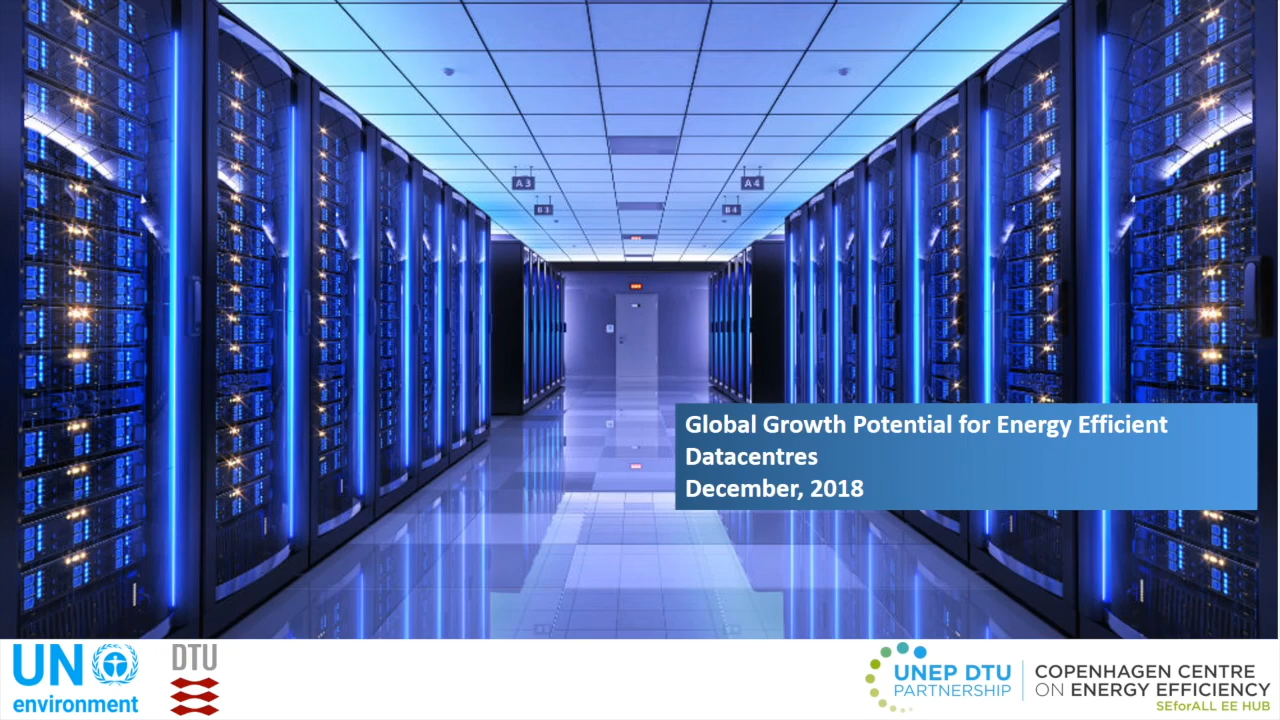 A3
A4
B3
B4
Global Growth Potential for Energy Efficient
Datacentres
December, 2018
UN
environment
DTU
UNEP DTU
PARTNERSHIP
COPENHAGEN CENTRE
ON ENERGY EFFICIENCY
SEforALL EE HUB